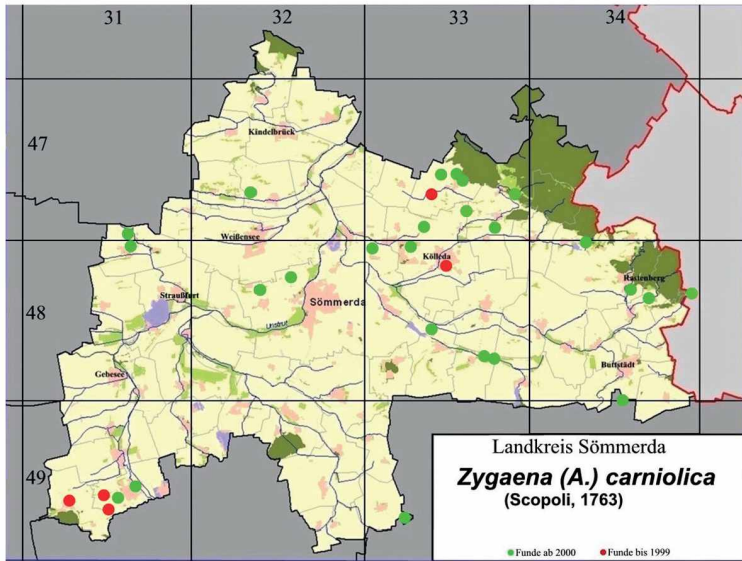 31 32 33 34
47
Kindelbrück
Weißensee
Kölleda
48
Rastenberg
Straußfurt
Sömmerda
Unstrut
Gebesee
Buttstädt
49
Landkreis Sömmerda
Zygaena (A.) carniolica
(Scopoli, 1763)
Funde ab 2000 Funde bis 1999